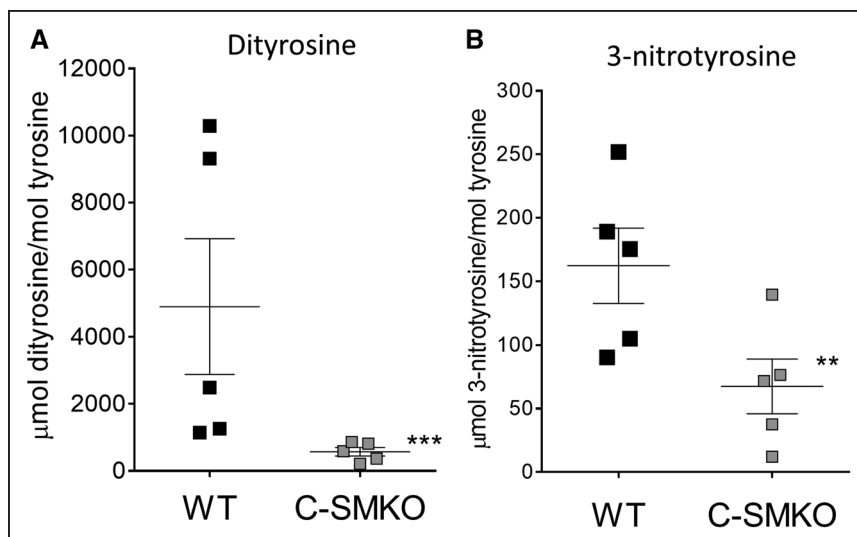 A
Dityrosine
12000
10000
8000
6000
4000
2000
0
μmol dityrosine/mol tyrosine
***
WT
C-SMKO
B
3-nitrotyrosine
300
250
200
150
100
50
0
μmol 3-nitrotyrosine/mol tyrosine
**
WT
C-SMKO